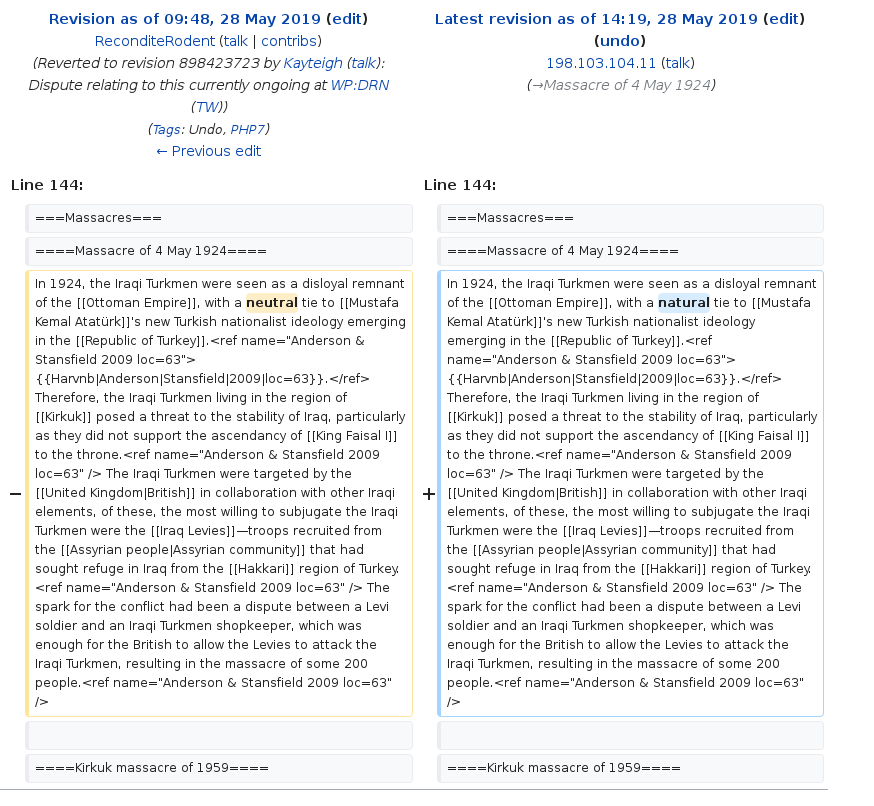 Revision as of 09:48, 28 May 2019 (edit)
ReconditeRodent (talk | contribs)
(Reverted to revision 898423723 by Kayteigh (talk):
Dispute relating to this currently ongoing at WP:DRN
(TW))
(Tags: Undo, PHP7)
← Previous edit
Latest revision as of 14:19, 28 May 2019 (edit)
(undo)
198.103.104.11 (talk)
(→Massacre of 4 May 1924)
Line 144:
===Massacres===
====Massacre of 4 May 1924====
−
In 1924, the Iraqi Turkmen were seen as a disloyal remnant
of the [[Ottoman Empire]], with a neutral tie to [[Mustafa
Kemal Atatürk]]'s new Turkish nationalist ideology emerging
in the [[Republic of Turkey]].<ref name="Anderson &
Stansfield 2009 loc=63">
{{Harvnb|Anderson|Stansfield|2009|loc=63}}.</ref>
Therefore, the Iraqi Turkmen living in the region of
[[Kirkuk]] posed a threat to the stability of Iraq, particularly
as they did not support the ascendancy of [[King Faisal I]]
to the throne.<ref name="Anderson & Stansfield 2009
loc=63" /> The Iraqi Turkmen were targeted by the
[[United Kingdom|British]] in collaboration with other Iraqi
elements, of these, the most willing to subjugate the Iraqi
Turkmen were the [[Iraq Levies]]—troops recruited from
the [[Assyrian people|Assyrian community]] that had
sought refuge in Iraq from the [[Hakkari]] region of Turkey.
<ref name="Anderson & Stansfield 2009 loc=63" /> The
spark for the conflict had been a dispute between a Levi
soldier and an Iraqi Turkmen shopkeeper, which was
enough for the British to allow the Levies to attack the
Iraqi Turkmen, resulting in the massacre of some 200
people.<ref name="Anderson & Stansfield 2009 loc=63"
/>
====Kirkuk massacre of 1959====
Line 144:
===Massacres===
====Massacre of 4 May 1924====
+
In 1924, the Iraqi Turkmen were seen as a disloyal remnant
of the [[Ottoman Empire]], with a natural tie to [[Mustafa
Kemal Atatürk]]'s new Turkish nationalist ideology
emerging in the [[Republic of Turkey]].<ref
name="Anderson & Stansfield 2009 loc=63">
{{Harvnb|Anderson|Stansfield|2009|loc=63}}.</ref>
Therefore, the Iraqi Turkmen living in the region of
[[Kirkuk]] posed a threat to the stability of Iraq, particularly
as they did not support the ascendancy of [[King Faisal I]]
to the throne.<ref name="Anderson & Stansfield 2009
loc=63" /> The Iraqi Turkmen were targeted by the
[[United Kingdom|British]] in collaboration with other Iraqi
elements, of these, the most willing to subjugate the Iraqi
Turkmen were the [[Iraq Levies]]—troops recruited from
the [[Assyrian people|Assyrian community]] that had
sought refuge in Iraq from the [[Hakkari]] region of Turkey.
<ref name="Anderson & Stansfield 2009 loc=63" /> The
spark for the conflict had been a dispute between a Levi
soldier and an Iraqi Turkmen shopkeeper, which was
enough for the British to allow the Levies to attack the
Iraqi Turkmen, resulting in the massacre of some 200
people.<ref name="Anderson & Stansfield 2009 loc=63"
/>
====Kirkuk massacre of 1959====